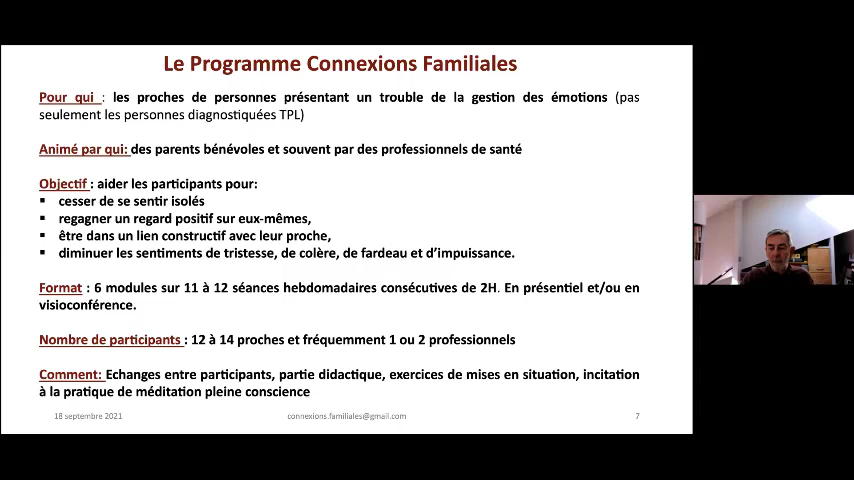 Le Programme Connexions Familiales
Pour qui : les proches de personnes présentant un trouble de la gestion des émotions (pas
seulement les personnes diagnostiquées TPL)
Animé par qui: des parents bénévoles et souvent par des professionnels de santé
Objectif : aider les participants pour:
▪ cesser de se sentir isolés
▪ regagner un regard positif sur eux-mêmes,
▪ être dans un lien constructif avec leur proche,
▪ diminuer les sentiments de tristesse, de colère, de fardeau et d'impuissance.
Format : 6 modules sur 11 à 12 séances hebdomadaires consécutives de 2H. En présentiel et/ou en
visioconférence.
Nombre de participants : 12 à 14 proches et fréquemment 1 ou 2 professionnels
Comment: Echanges entre participants, partie didactique, exercices de mises en situation, incitation
à la pratique de méditation pleine conscience
18 septembre 2021 connexions.familiales@gmail.com 7